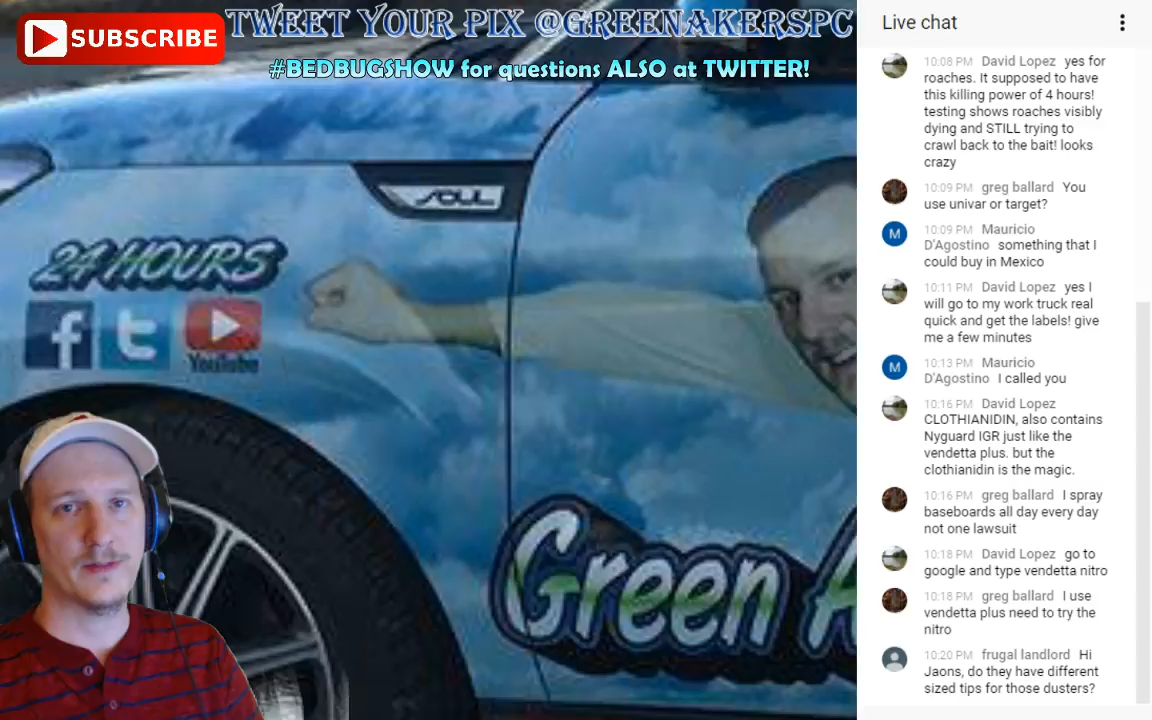 SUBSCRIBE
TWEET YOUR PIX @GREENAKERSPC
#BEDBUGSHOW for questions ALSO at TWITTER!
SOUL
24 HOURS
YouTube
Green A
Live chat
10:08 PM David Lopez yes for
roaches. It supposed to have
this killing power of 4 hours!
testing shows roaches visibly
dying and STILL trying to
crawl back to the bait! looks
crazy
10:09 PM greg ballard You
use univar or target?
M
10:09 PM Mauricio
D'Agostino something that I
could buy in Mexico
10:11 PM David Lopez yes I
will go to my work truck real
quick and get the labels! give
me a few minutes
M
10:13 PM Mauricio
D'Agostino I called you
10:16 PM David Lopez
CLOTHIANIDIN, also contains
Nyguard IGR just like the
vendetta plus. but the
clothianidin is the magic.
10:16 PM greg ballard I spray
baseboards all day every day
not one lawsuit
10:18 PM David Lopez go to
google and type vendetta nitro
10:18 PM greg ballard I use
vendetta plus need to try the
nitro
10:20 PM frugal landlord Hi
Jaons, do they have different
sized tips for those dusters?